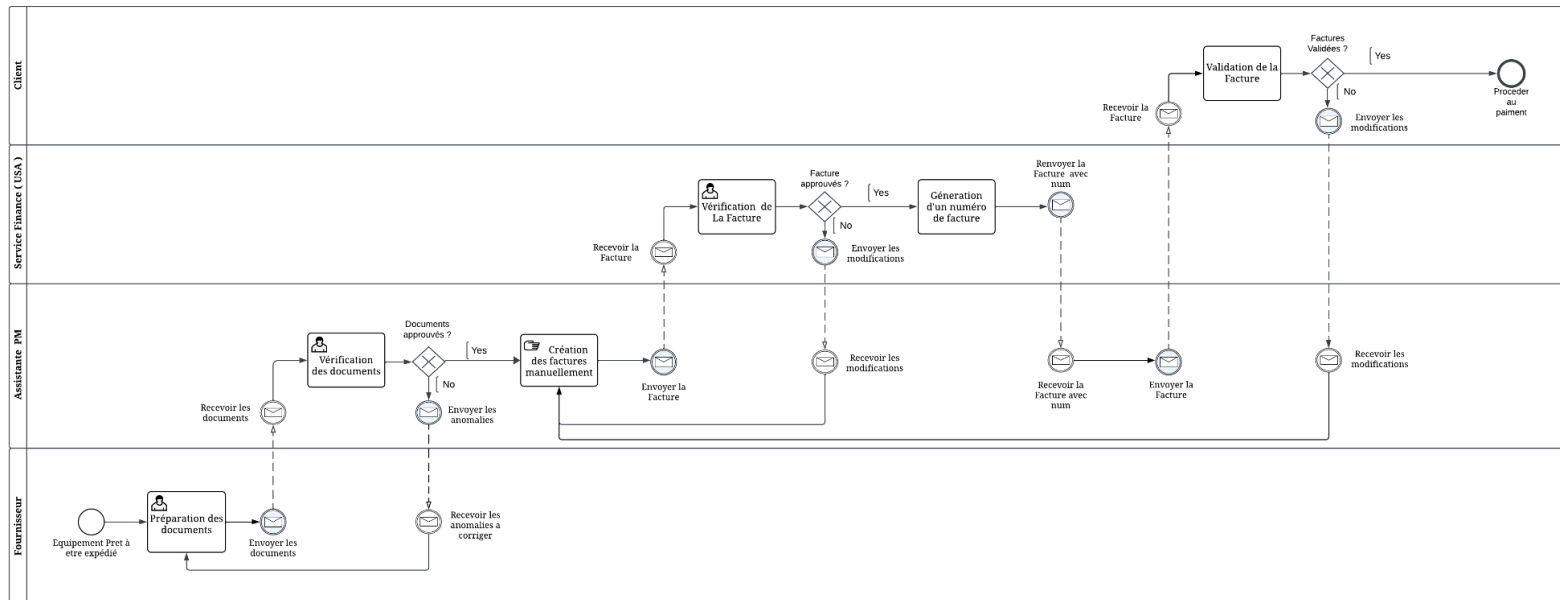 Client
Factures
Validées ?
Yes
No
Validation de la
Facture
Recevoir la
Facture
Envoyer les
modifications
Proceder
au
paiment
Service Finance ( USA )
Recevoir la
Facture
Vérification de
La Facture
Facture
approuvés ?
Yes
No
Envoyer les
modifications
Géneration
d'un numéro
de facture
Renvoyer la
Facture avec
num
Assistante PM
Recevoir les
documents
Vérification
des documents
Documents
approuvés ?
Yes
No
Envoyer les
anomalies
Création
des factures
manuellement
Envoyer la
Facture
Recevoir les
modifications
Recevoir la
Facture avec
num
Envoyer la
Facture
Recevoir les
modifications
Fournisseur
Equipement Pret à
etre expédié
Préparation des
documents
Envoyer les
documents
Recevoir les
anomalies a
corriger